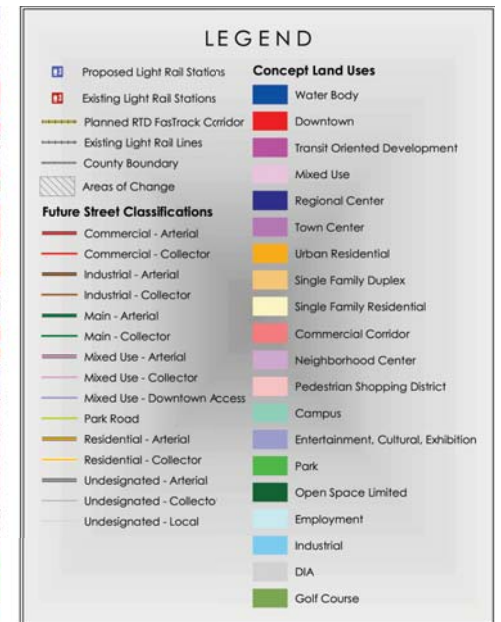 LEGEND
Proposed Light Rail Stations
Existing Light Rail Stations
Planned RTD FasTrack Corridor
Existing Light Rail Lines
County Boundary
Areas of Change
Future Street Classifications
Commercial - Arterial
Commercial - Collector
Industrial - Arterial
Industrial - Collector
Main - Arterial
Main - Collector
Mixed Use - Arterial
Mixed Use - Collector
Mixed Use - Downtown Access
Park Road
Residential - Arterial
Residential - Collector
Undesignated - Arterial
Undesignated - Collecto
Undesignated - Local
Concept Land Uses
Water Body
Downtown
Transit Oriented Development
Mixed Use
Regional Center
Town Center
Urban Residential
Single Family Duplex
Single Family Residential
Commercial Corridor
Neighborhood Center
Pedestrian Shopping District
Campus
Entertainment, Cultural, Exhibition
Park
Open Space Limited
Employment
Industrial
DIA
Golf Course